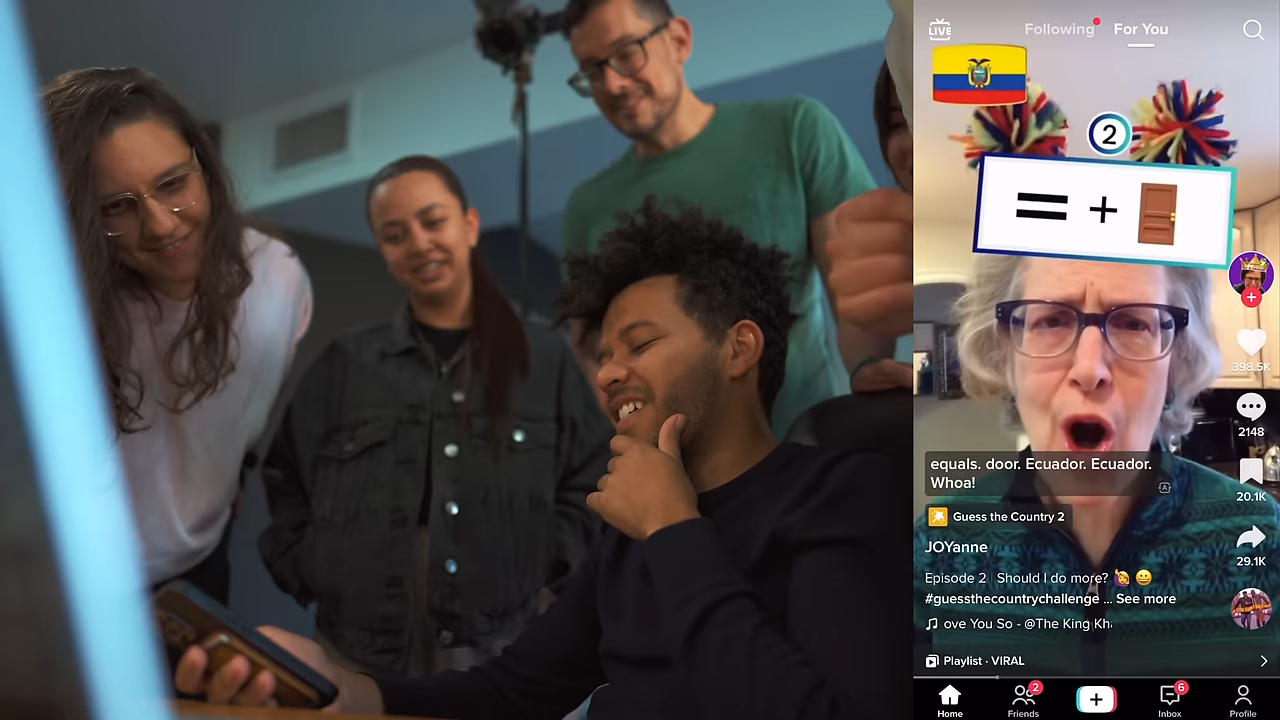 LIVE
Following
For You
2
= +
398.5K
equals. door. Ecuador. Ecuador.
Whoa!
2148
20.1K
Guess the Country 2
JOYanne
29.1K
Episode 2 Should I do more? 🙋‍♀️ 😀
#guessthecountrychallenge ... See more
ove You So - @The King Kh
Playlist · VIRAL
2
6
Home
Friends
Inbox
Profile